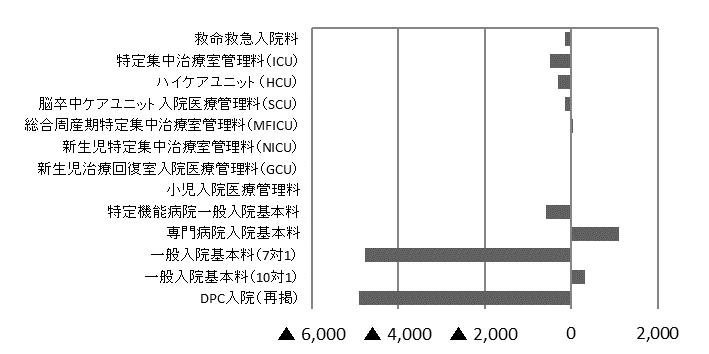 救命救急入院料
特定集中治療室管理料(ICU)
ハイケアユニット(HCU)
脳卒中ケアユニット入院医療管理料(SCU)
総合周産期特定集中治療室管理料(MFICU)
新生児特定集中治療室管理料(NICU)
新生児治療回復室入院医療管理料(GCU)
小児入院医療管理料
特定機能病院一般入院基本料
専門病院入院基本料
一般入院基本料(7対1)
一般入院基本料(10対1)
DPC入院(再掲)
▲ 6,000 ▲ 4,000 ▲ 2,000 0 2,000